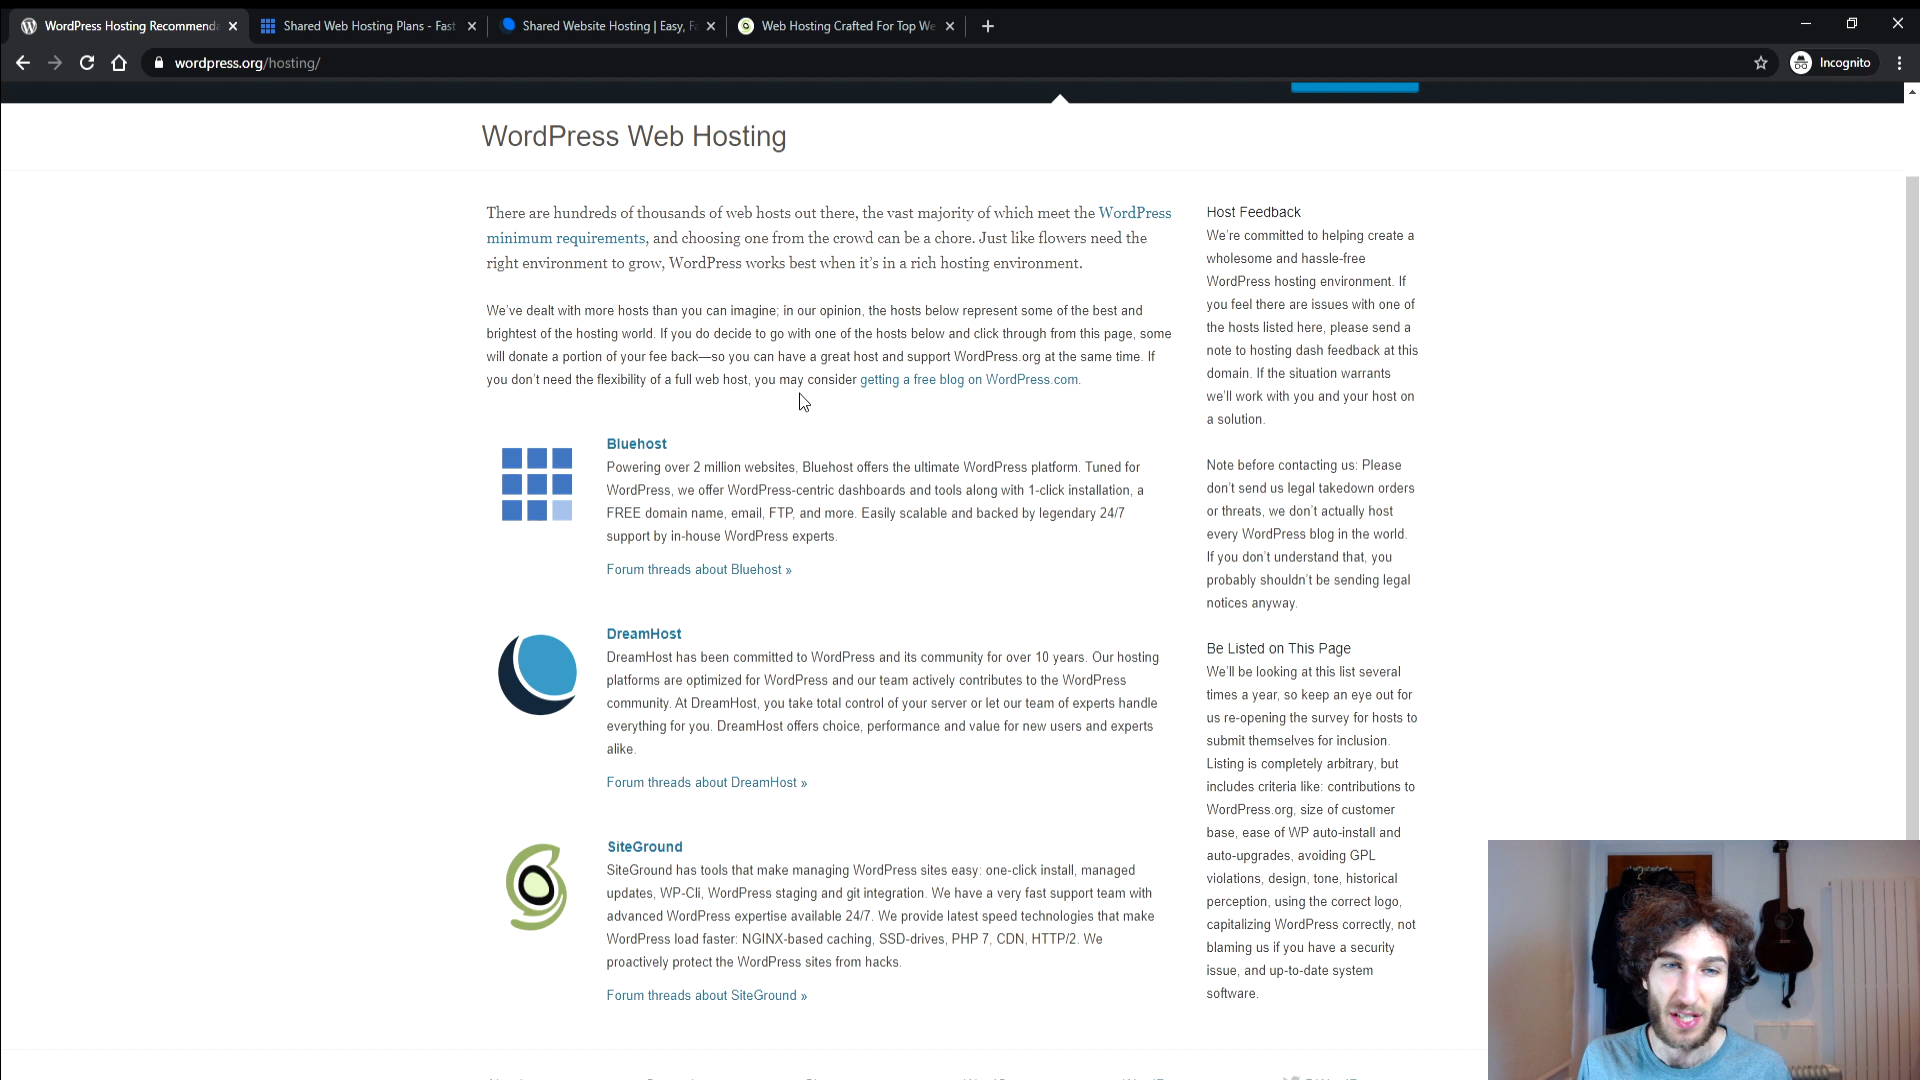 WordPress Hosting Recommenda
Shared Web Hosting Plans - Fast
Shared Website Hosting | Easy, F
Web Hosting Crafted For Top We
wordpress.org/hosting/
Incognito
WordPress Web Hosting
There are hundreds of thousands of web hosts out there, the vast majority of which meet the WordPress
minimum requirements, and choosing one from the crowd can be a chore. Just like flowers need the
right environment to grow, WordPress works best when it's in a rich hosting environment.
We've dealt with more hosts than you can imagine; in our opinion, the hosts below represent some of the best and
brightest of the hosting world. If you do decide to go with one of the hosts below and click through from this page, some
will donate a portion of your fee back—so you can have a great host and support WordPress.org at the same time. If
you don't need the flexibility of a full web host, you may consider getting a free blog on WordPress.com.
Bluehost
Powering over 2 million websites, Bluehost offers the ultimate WordPress platform. Tuned for
WordPress, we offer WordPress-centric dashboards and tools along with 1-click installation, a
FREE domain name, email, FTP, and more. Easily scalable and backed by legendary 24/7
support by in-house WordPress experts.
Forum threads about Bluehost »
DreamHost
DreamHost has been committed to WordPress and its community for over 10 years. Our hosting
platforms are optimized for WordPress and our team actively contributes to the WordPress
community. At DreamHost, you take total control of your server or let our team of experts handle
everything for you. DreamHost offers choice, performance and value for new users and experts
alike.
Forum threads about DreamHost »
SiteGround
SiteGround has tools that make managing WordPress sites easy: one-click install, managed
updates, WP-Cli, WordPress staging and git integration. We have a very fast support team with
advanced WordPress expertise available 24/7. We provide latest speed technologies that make
WordPress load faster: NGINX-based caching, SSD-drives, PHP 7, CDN, HTTP/2. We
proactively protect the WordPress sites from hacks.
Forum threads about SiteGround »
Host Feedback
We're committed to helping create a
wholesome and hassle-free
WordPress hosting environment. If
you feel there are issues with one of
the hosts listed here, please send a
note to hosting dash feedback at this
domain. If the situation warrants
we'll work with you and your host on
a solution.
Note before contacting us: Please
don't send us legal takedown orders
or threats, we don't actually host
every WordPress blog in the world.
If you don't understand that, you
probably shouldn't be sending legal
notices anyway.
Be Listed on This Page
We'll be looking at this list several
times a year, so keep an eye out for
us re-opening the survey for hosts to
submit themselves for inclusion.
Listing is completely arbitrary, but
includes criteria like: contributions to
WordPress.org, size of customer
base, ease of WP auto-install and
auto-upgrades, avoiding GPL
violations, design, tone, historical
perception, using the correct logo,
capitalizing WordPress correctly, not
blaming us if you have a security
issue, and up-to-date system
software.